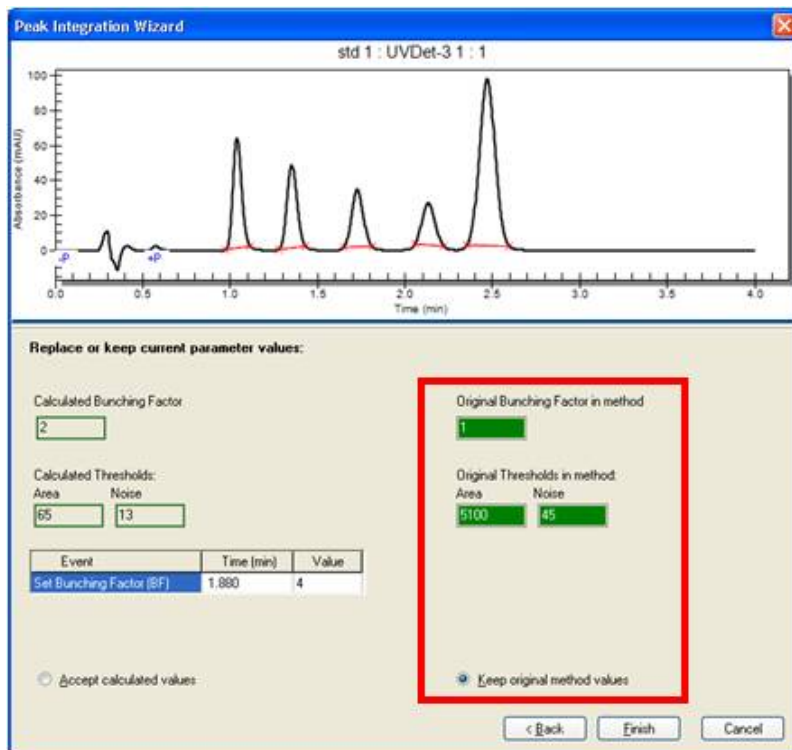 Peak Integration Wizard
std 1 : UVDet-3 1 : 1
Absorbance (mAU)
100
80
60
40
20
0
-P
+P
0.0 0.5 1.0 1.5 2.0 2.5 3.0 3.5 4.0
Time (min)
Replace or keep current parameter values:
Calculated Bunching Factor
2
Calculated Thresholds:
Area Noise
65 13
Event Time (min) Value
Set Bunching Factor (BF) 1.880 4
Accept calculated values
Original Bunching Factor in method
1
Original Thresholds in method:
Area Noise
5100 45
Keep original method values
< Back Finish Cancel